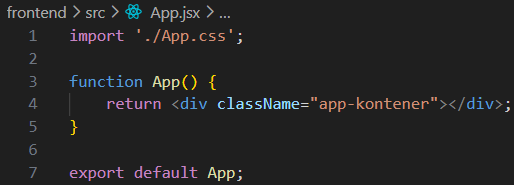 frontend > src > App.jsx > ...
1 import './App.css';
2
3 function App() {
4     return <div className="app-kontener"></div>;
5 }
6
7 export default App;